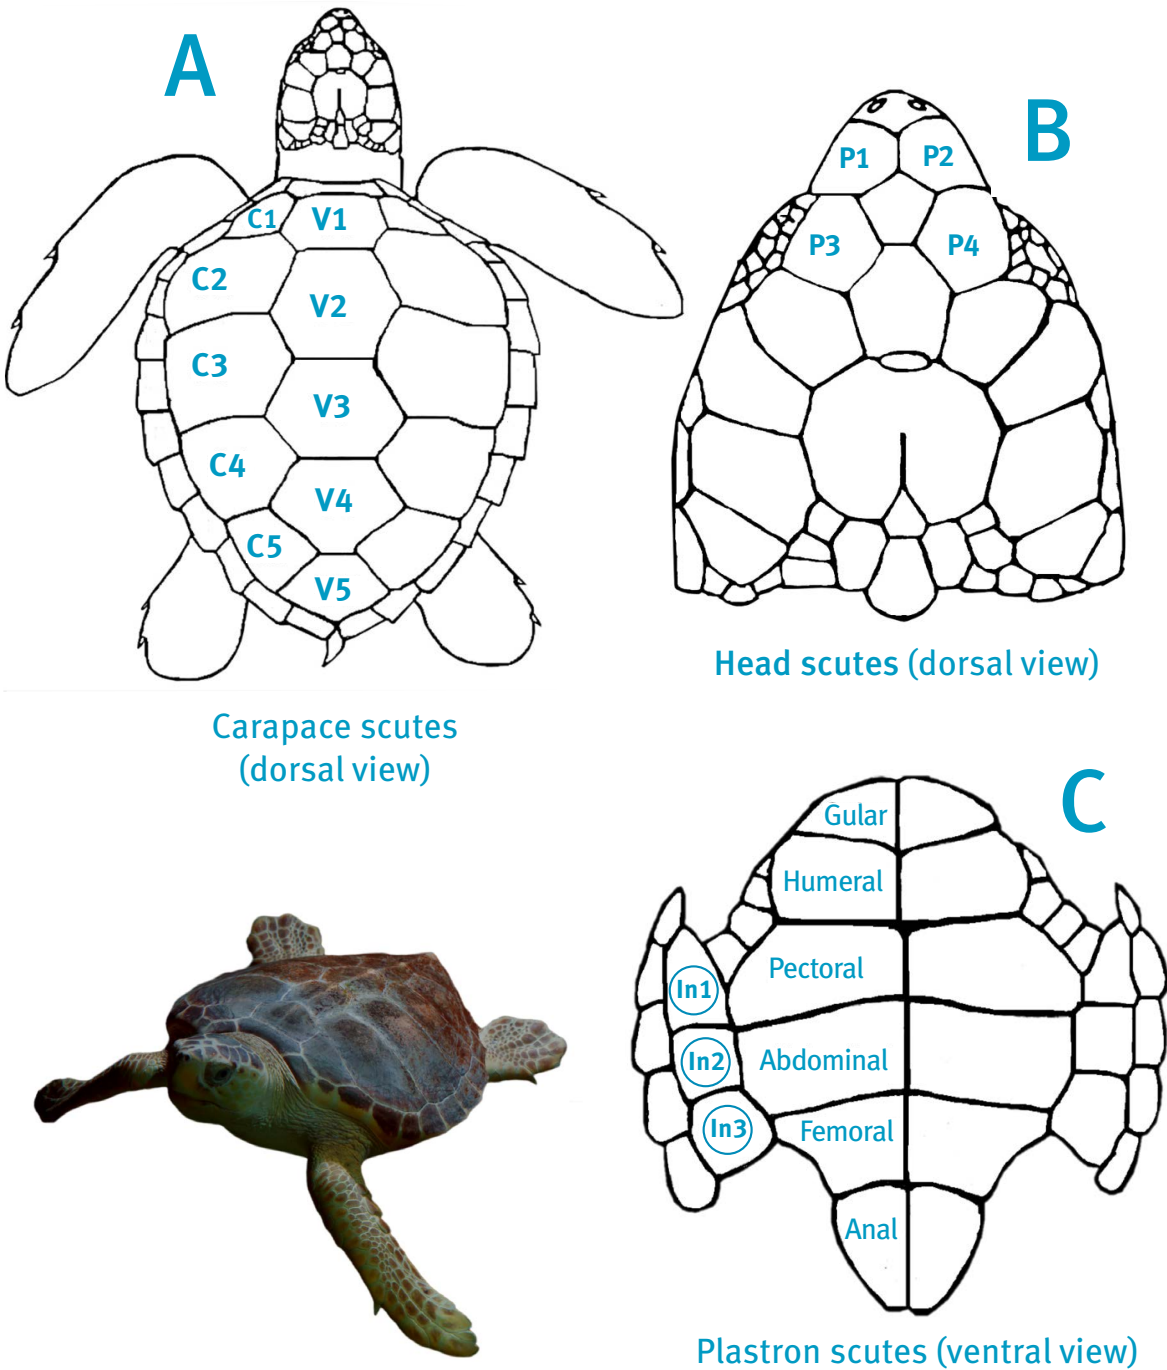 A
C1
V1
C2
V2
C3
V3
C4
V4
C5
V5
Carapace scutes
(dorsal view)
B
P1
P2
P3
P4
Head scutes (dorsal view)
C
Gular
Humeral
Pectoral
In1
Abdominal
In2
Femoral
In3
Anal
Plastron scutes (ventral view)